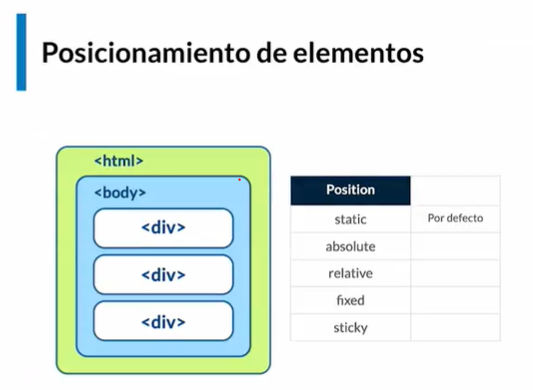 Posicionamiento de elementos
<html>
<body>
<div>
<div>
<div>
Position
static Por defecto
absolute
relative
fixed
sticky